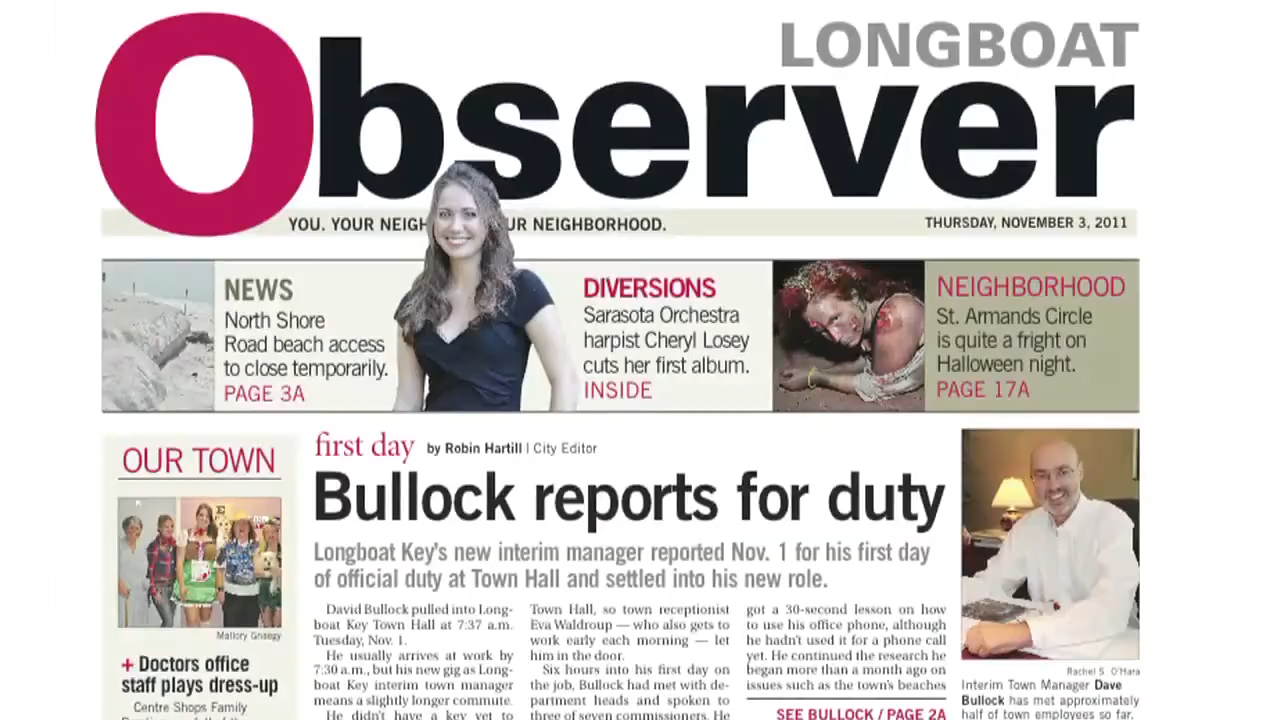 LONGBOAT
Observer
YOU. YOUR NEIGH UR NEIGHBORHOOD.
THURSDAY, NOVEMBER 3, 2011
NEWS
North Shore
Road beach access
to close temporarily.
PAGE 3A
DIVERSIONS
Sarasota Orchestra
harpist Cheryl Losey
cuts her first album.
INSIDE
NEIGHBORHOOD
St. Armands Circle
is quite a fright on
Halloween night.
PAGE 17A
OUR TOWN
+ Doctors office
staff plays dress-up
Centre Shops Family
first day by Robin Hartill | City Editor
Bullock reports for duty
Longboat Key's new interim manager reported Nov. 1 for his first day
of official duty at Town Hall and settled into his new role.
David Bullock pulled into Long-
boat Key Town Hall at 7:37 a.m.
Tuesday, Nov. 1.
He usually arrives at work by
7:30 a.m., but his new gig as Long-
boat Key interim town manager
means a slightly longer commute.
He didn't have a key yet to
Town Hall, so town receptionist
Eva Waldroup — who also gets to
work early each morning — let
him in the door.
Six hours into his first day on
the job, Bullock had met with de-
partment heads and spoken to
three of seven commissioners. He
got a 30-second lesson on how
to use his office phone, although
he hadn't used it for a phone call
yet. He continued the research he
began more than a month ago on
issues such as the town's beaches
SEE BULLOCK / PAGE 2A
Rachel S. O'Hara
Interim Town Manager Dave
Bullock has met approximately
half of town employees so far,